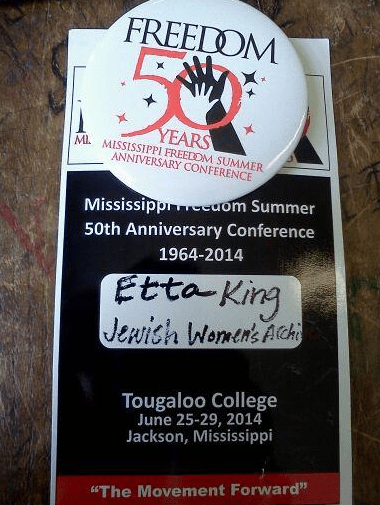 FREEDOM
50
YEARS
MISSISSIPPI FREEDOM SUMMER
ANNIVERSARY CONFERENCE
MI
Mississippi Freedom Summer
50th Anniversary Conference
1964-2014
Etta King
Jewish Women's Archi
Tougaloo College
June 25-29, 2014
Jackson, Mississippi
"The Movement Forward"